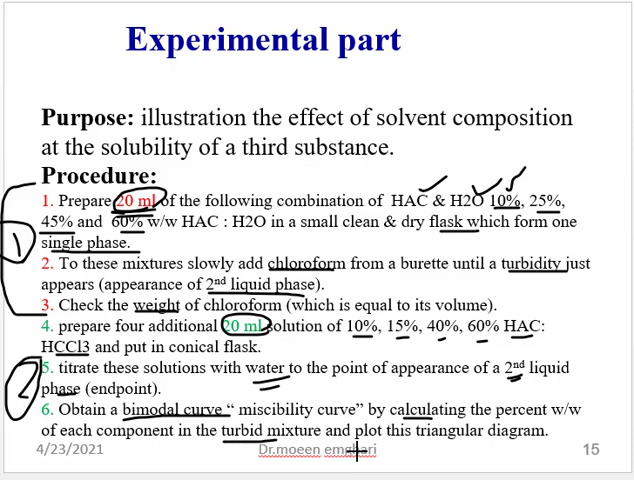 Experimental part
Purpose: illustration the effect of solvent composition
at the solubility of a third substance.
Procedure:
1. Prepare 20 ml of the following combination of HAC & H2O 10%, 25%,
45% and 60% w/w HAC : H2O in a small clean & dry flask which form one
single phase.
2. To these mixtures slowly add chloroform from a burette until a turbidity just
appears (appearance of 2nd liquid phase).
3. Check the weight of chloroform (which is equal to its volume).
4. prepare four additional 20 ml solution of 10%, 15%, 40%, 60% HAC:
HCCl3 and put in conical flask.
5. titrate these solutions with water to the point of appearance of a 2nd liquid
phase (endpoint).
6. Obtain a bimodal curve “ miscibility curve” by calculating the percent w/w
of each component in the turbid mixture and plot this triangular diagram.
1
2
4/23/2021 Dr.moeen emghari 15